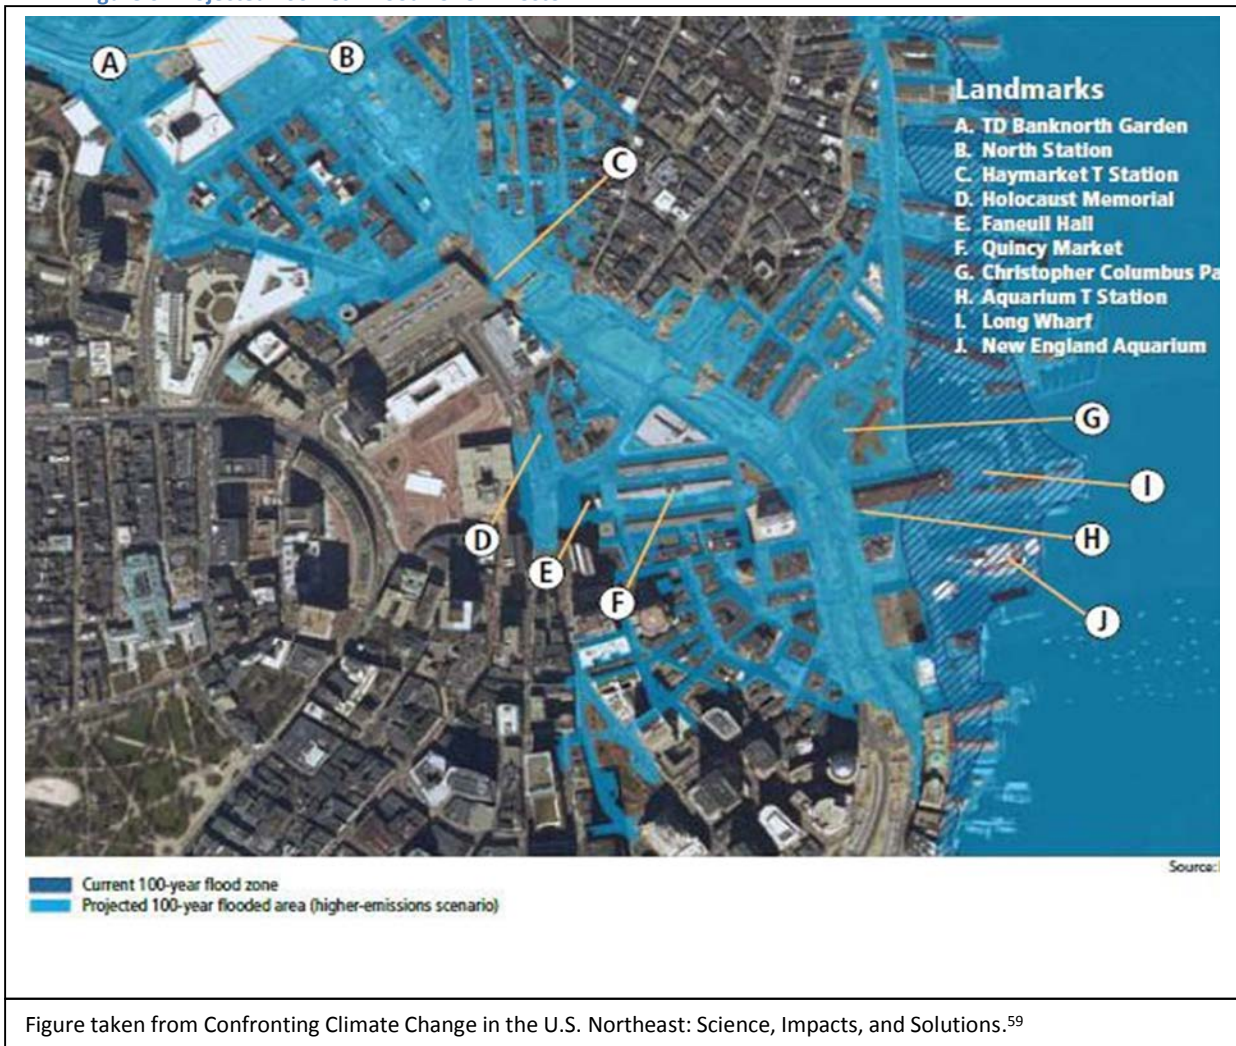 A
B
C
Landmarks
A. TD Banknorth Garden
B. North Station
C. Haymarket T Station
D. Holocaust Memorial
E. Faneuil Hall
F. Quincy Market
G. Christopher Columbus Pa
H. Aquarium T Station
I. Long Wharf
J. New England Aquarium
G
I
D
H
E
F
J
Source:
Current 100-year flood zone
Projected 100-year flooded area (higher-emissions scenario)
Figure taken from Confronting Climate Change in the U.S. Northeast: Science, Impacts, and Solutions.59